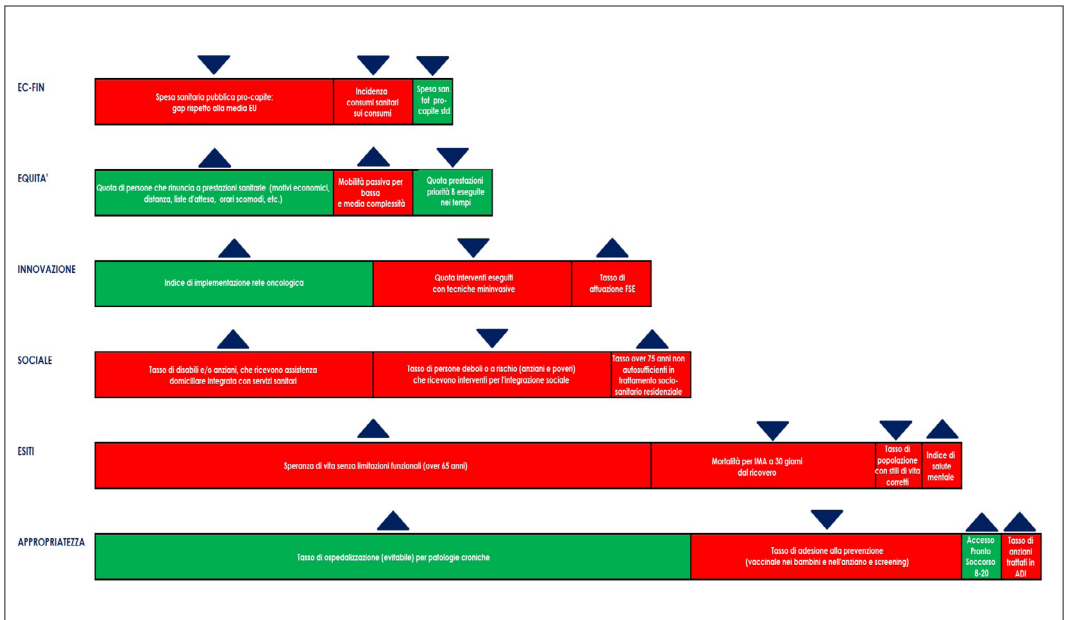 EC-FIN
Spesa sanitaria pubblica pro-capite:
gap rispetto alla media EU
Incidenza
consumi sanitari
sui consumi
Spesa san.
tot pro-
capite std
EQUITA'
Quota di persone che rinuncia a prestazioni sanitarie (motivi economici,
distanza, liste d'attesa, orari scomodi, etc.)
Mobilità passiva per
bassa
e media complessità
Quota prestazioni
priorità B eseguite
nei tempi
INNOVAZIONE
Indice di implementazione rete oncologica
Quota interventi eseguiti
con tecniche mininvasive
Tasso di
attuazione FSE
SOCIALE
Tasso di disabili e/o anziani, che ricevono assistenza
domiciliare integrata con servizi sanitari
Tasso di persone deboli o a rischio (anziani e poveri)
che ricevono interventi per l'integrazione sociale
Tasso over 75 anni non
autosufficienti in
trattamento socio-
sanitario residenziale
ESITI
Speranza di vita senza limitazioni funzionali (over 65 anni)
Mortalità per IMA a 30 giorni
dal ricovero
Tasso di
popolazione
con stili di vita
corretti
Indice di
salute
mentale
APPROPRIATEZZA
Tasso di ospedalizzazione (evitabile) per patologie croniche
Tasso di adesione alla prevenzione
(vaccinale nei bambini e nell'anziano e screening)
Accesso
Pronto
Soccorso
8-20
Tasso di
anziani
trattati in
ADI